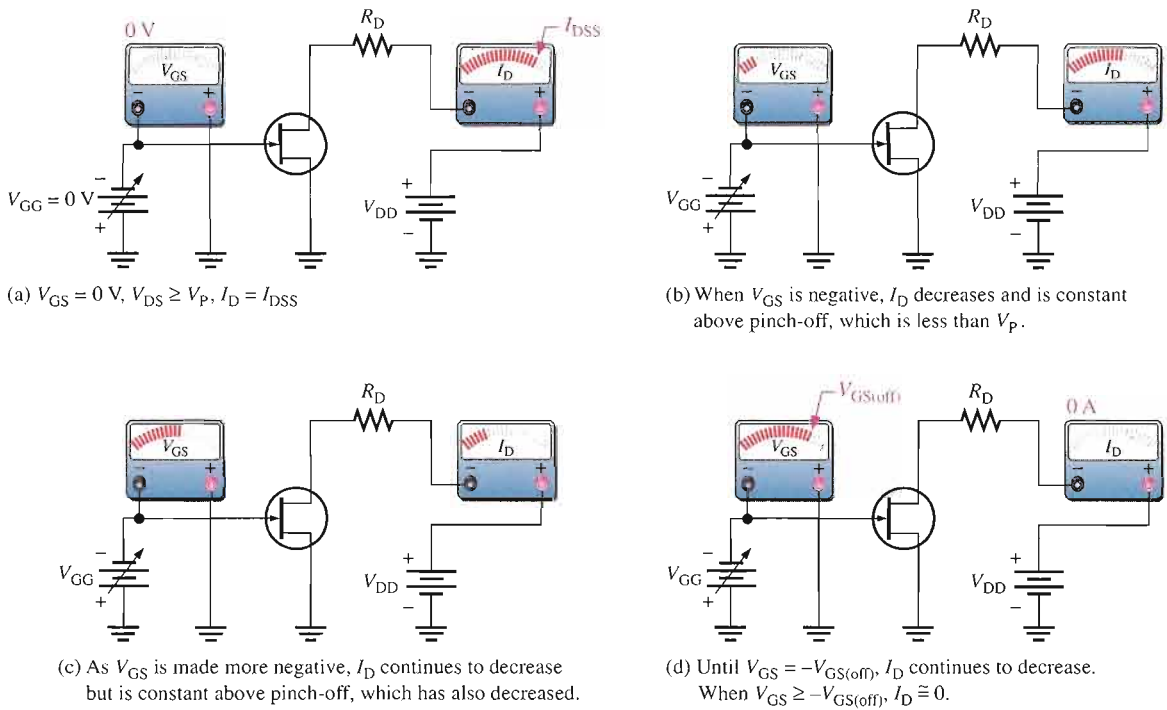 0 V
R_D
I_DSS
V_GS
I_D
− +
− +
−
V_GG = 0 V
+
+
V_DD
−
(a) V_GS = 0 V, V_DS ≥ V_P, I_D = I_DSS
R_D
V_GS
I_D
− +
− +
−
V_GG
+
+
V_DD
−
(b) When V_GS is negative, I_D decreases and is constant
above pinch-off, which is less than V_P.
R_D
V_GS
I_D
− +
− +
−
V_GG
+
+
V_DD
−
(c) As V_GS is made more negative, I_D continues to decrease
but is constant above pinch-off, which has also decreased.
V_GS(off)
R_D
0 A
V_GS
I_D
− +
− +
−
V_GG
+
+
V_DD
−
(d) Until V_GS = −V_GS(off), I_D continues to decrease.
When V_GS ≥ −V_GS(off), I_D ≅ 0.